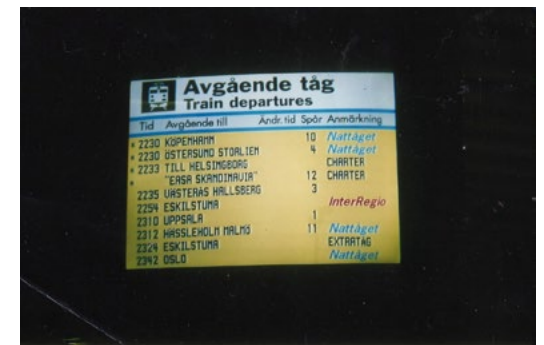 Avgående tåg
Train departures
Tid Avgående till Ändr. tid Spår Anmärkning
* 2230 KÖPENHAMN 10 Nattåget
* 2230 ÖSTERSUND STORLIEN 4 Nattåget
* 2233 TILL HELSINGBORG CHARTER
* "EASA SKANDINAVIA" 12 CHARTER
2235 VÄSTERÅS HALLSBERG 3
2254 ESKILSTUNA InterRegio
2310 UPPSALA 1
2312 HÄSSLEHOLM MALMÖ 11 Nattåget
2324 ESKILSTUNA EXTRATÅG
2342 OSLO Nattåget